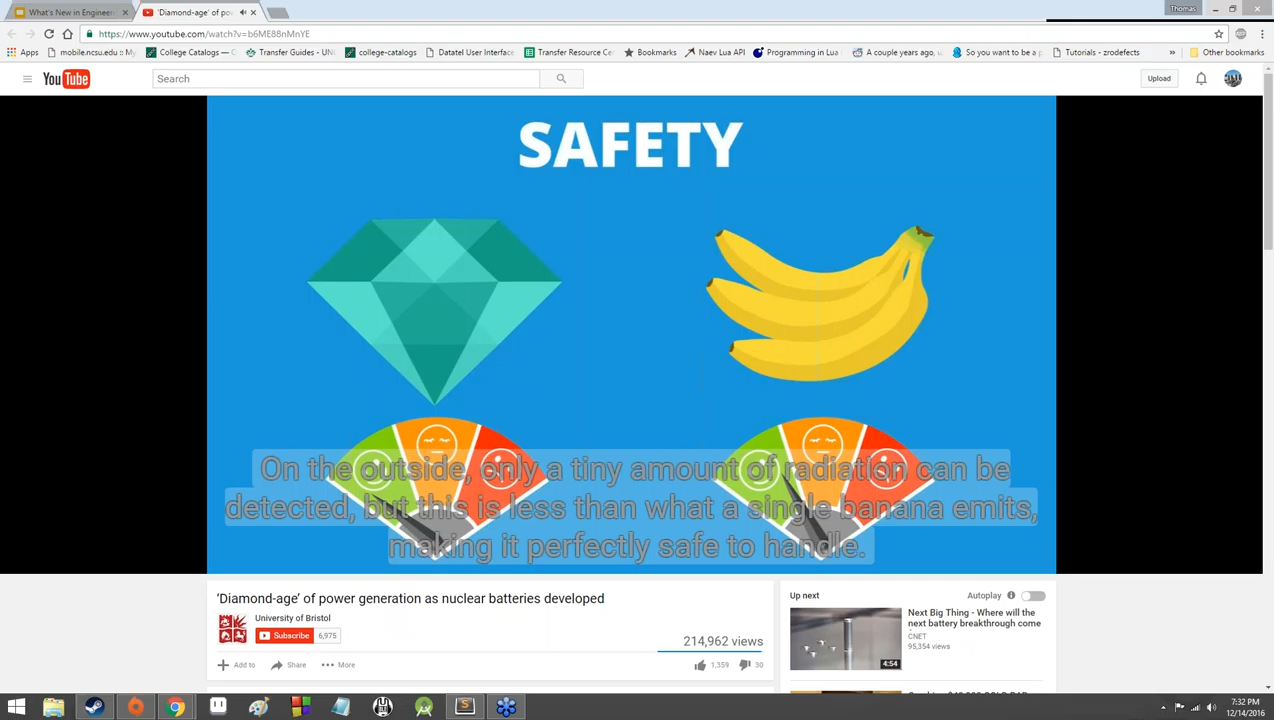 What's New in Engineeri
'Diamond-age' of pow
Thomas
https://www.youtube.com/watch?v=b6ME88nMnYE
Apps
mobile.ncsu.edu :: My
College Catalogs —
Transfer Guides - UNC
college-catalogs
Datatel User Interface
Transfer Resource Ce
Bookmarks
Naev Lua API
Programming in Lua
A couple years ago, u
So you want to be a p
Tutorials - zrodefects
»
Other bookmarks
YouTube
Search
Upload
SAFETY
On the outside, only a tiny amount of radiation can be
detected, but this is less than what a single banana emits,
making it perfectly safe to handle.
'Diamond-age' of power generation as nuclear batteries developed
University of Bristol
Subscribe 6,975
214,962 views
Add to Share More
1,359 30
Up next
Autoplay
Next Big Thing - Where will the
next battery breakthrough come
CNET
95,354 views
4:54
7:32 PM
12/14/2016